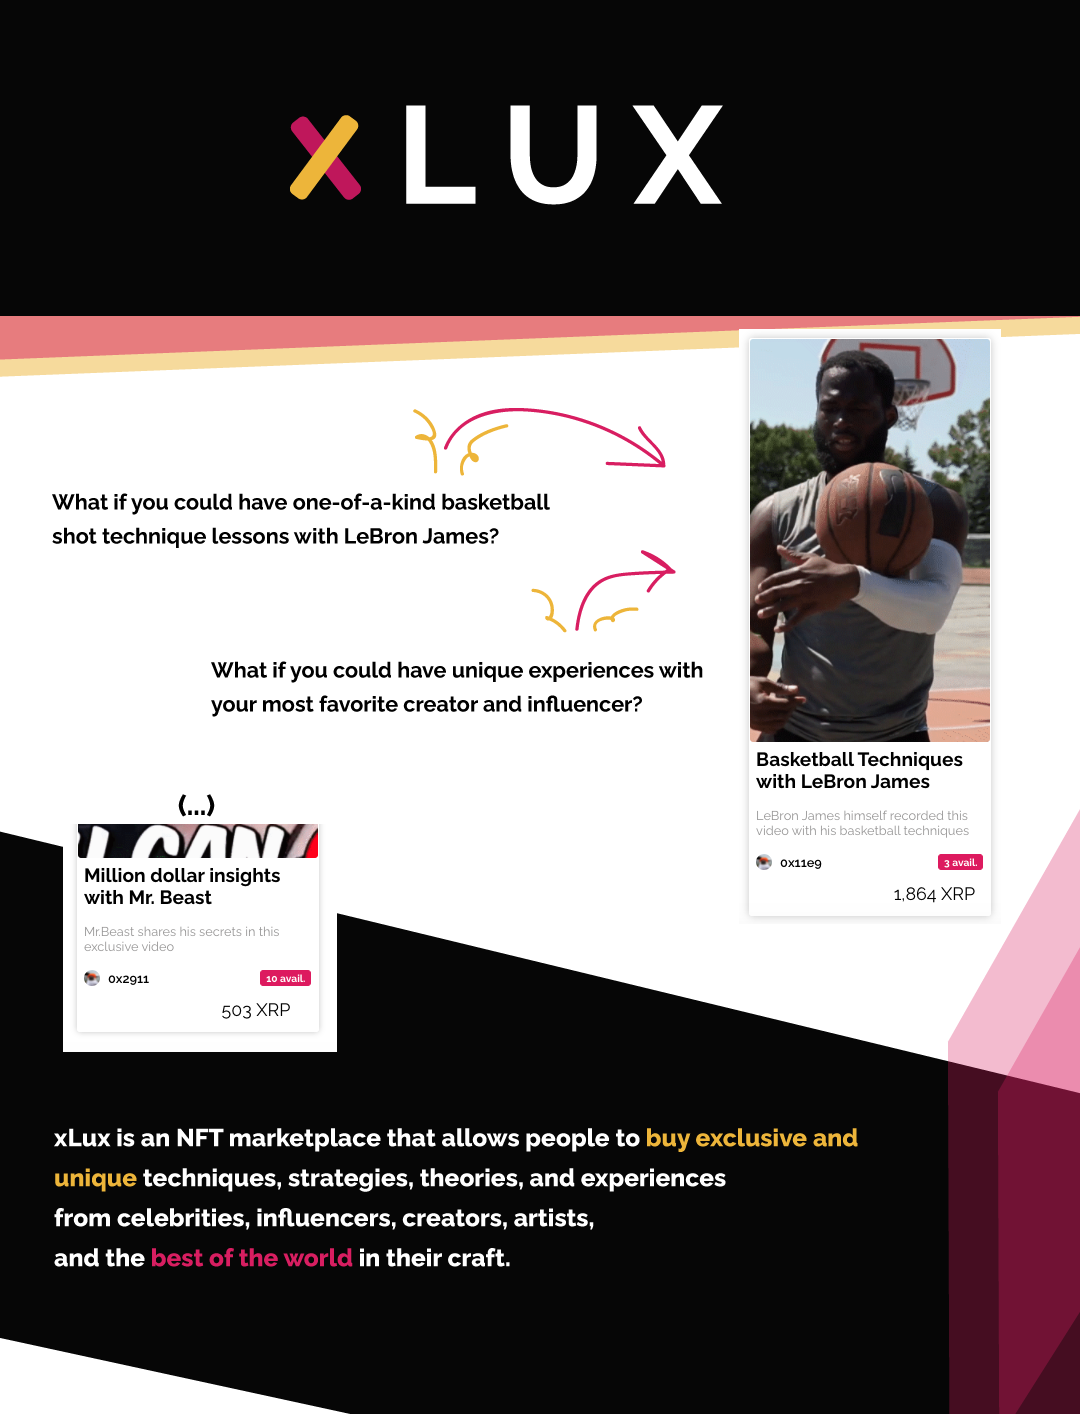 x LUX
What if you could have one-of-a-kind basketball
shot technique lessons with LeBron James?
What if you could have unique experiences with
your most favorite creator and influencer?
Basketball Techniques
with LeBron James
LeBron James himself recorded this
video with his basketball techniques
0x11e9
3 avail.
1,864 XRP
(...)
I CAN
Million dollar insights
with Mr. Beast
Mr.Beast shares his secrets in this
exclusive video
0x2911
10 avail.
503 XRP
xLux is an NFT marketplace that allows people to buy exclusive and
unique techniques, strategies, theories, and experiences
from celebrities, influencers, creators, artists,
and the best of the world in their craft.